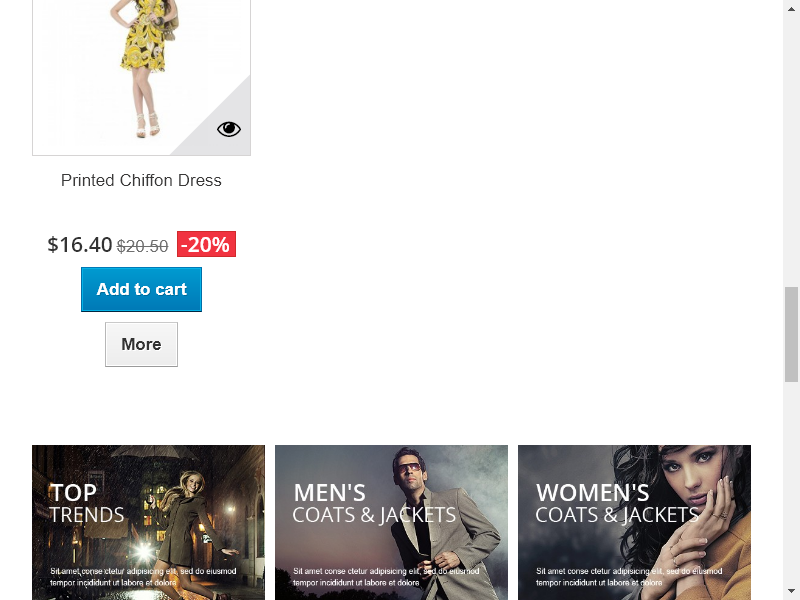 Printed Chiffon Dress
$16.40 $20.50 -20%
Add to cart
More
TOP
TRENDS
Sit amet conse ctetur adipisicing elit, sed do eiusmod
tempor incididunt ut labore et dolore
MEN'S
COATS & JACKETS
Sit amet conse ctetur adipisicing elit, sed do eiusmod
tempor incididunt ut labore et dolore
WOMEN'S
COATS & JACKETS
Sit amet conse ctetur adipisicing elit, sed do eiusmod
tempor incididunt ut labore et dolore